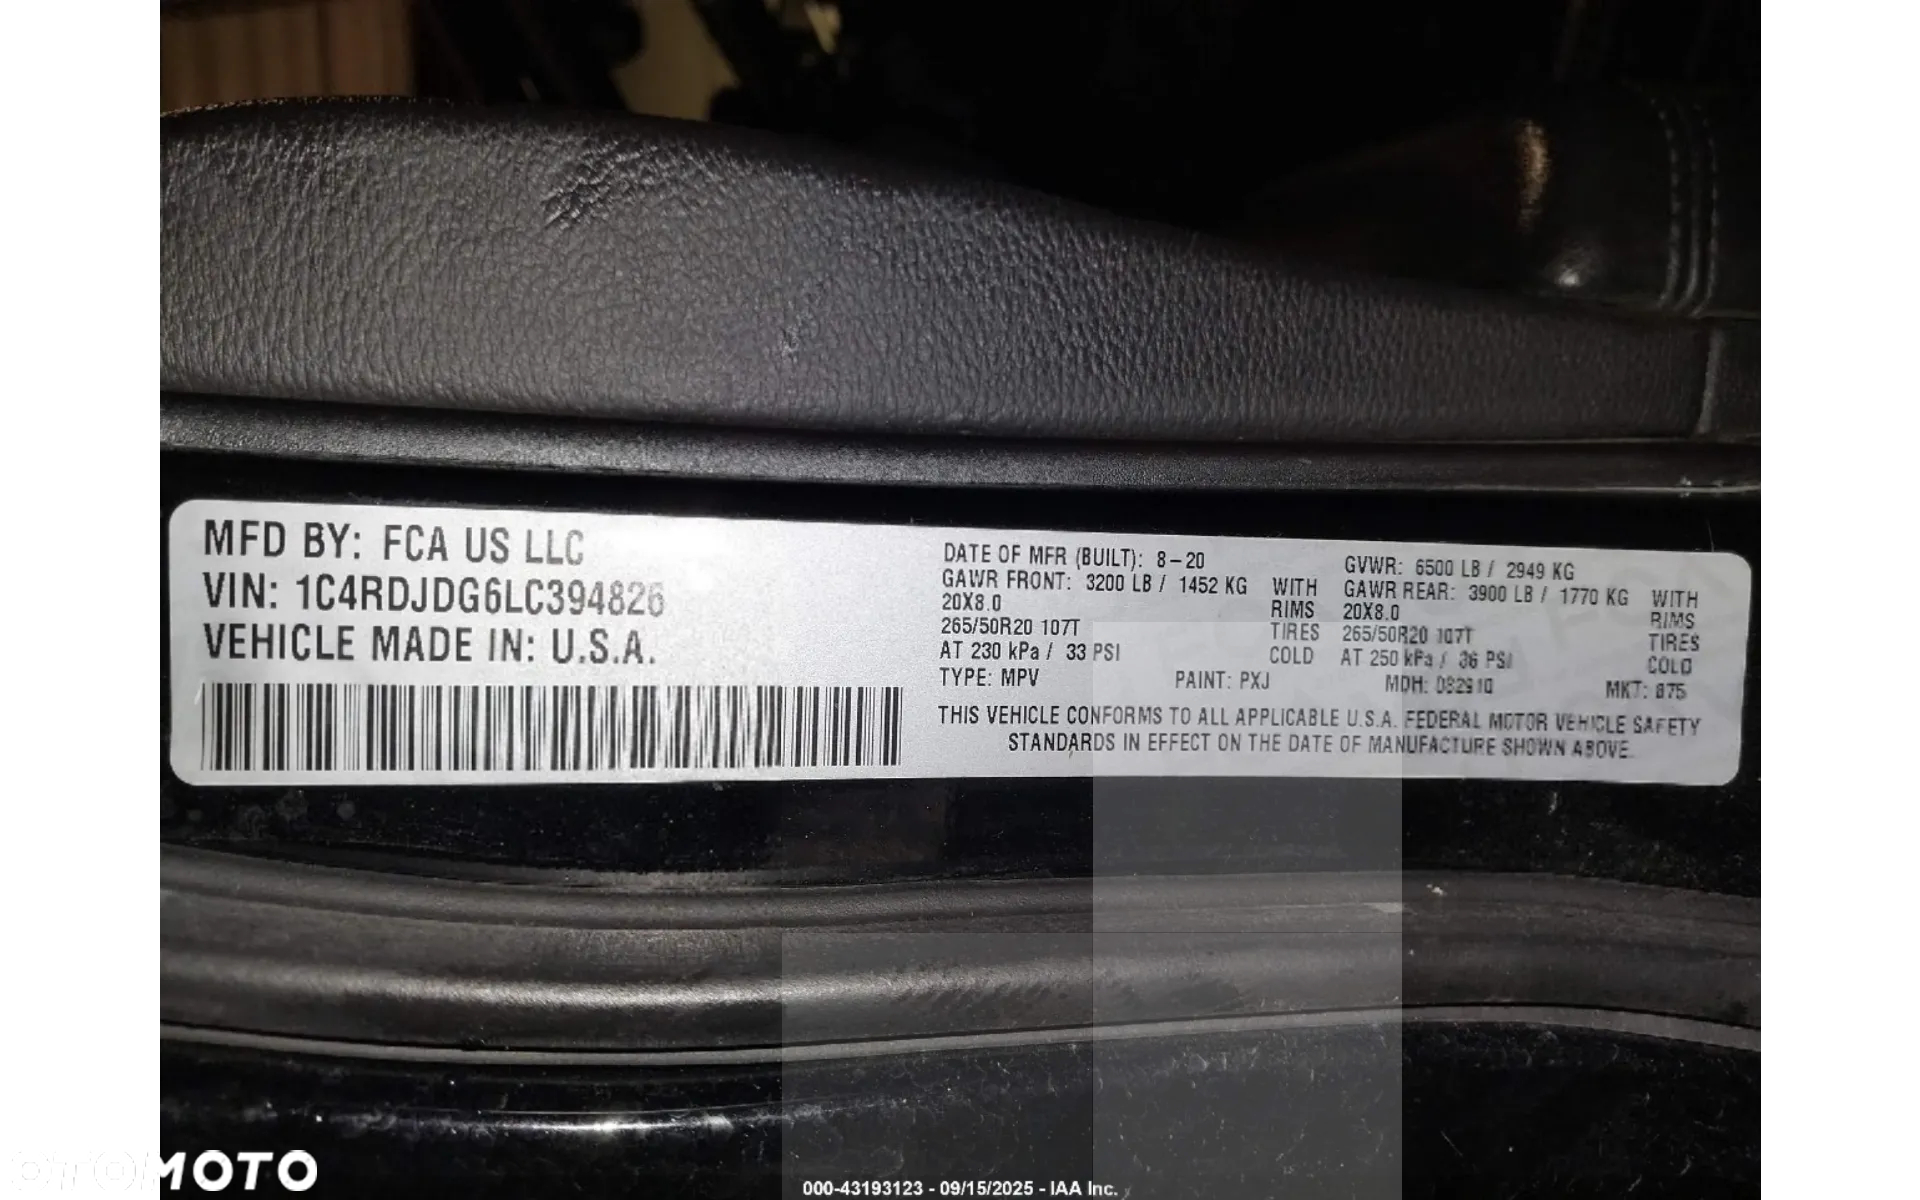 MFD BY: FCA US LLC
VIN: 1C4RDJDG6LC394826
VEHICLE MADE IN: U.S.A.
DATE OF MFR (BUILT): 8-20
GVWR: 6500 LB / 2949 KG
GAWR FRONT: 3200 LB / 1452 KG WITH
20X8.0 RIMS
265/50R20 107T TIRES
AT 230 kPa / 33 PSI COLD
GAWR REAR: 3900 LB / 1770 KG WITH
20X8.0 RIMS
265/50R20 107T TIRES
AT 250 kPa / 36 PSI COLD
TYPE: MPV PAINT: PXJ MDH: 082910 MKT: 875
THIS VEHICLE CONFORMS TO ALL APPLICABLE U.S.A. FEDERAL MOTOR VEHICLE SAFETY
STANDARDS IN EFFECT ON THE DATE OF MANUFACTURE SHOWN ABOVE.
OTOMOTO
000-43193123 - 09/15/2025 - IAA Inc.